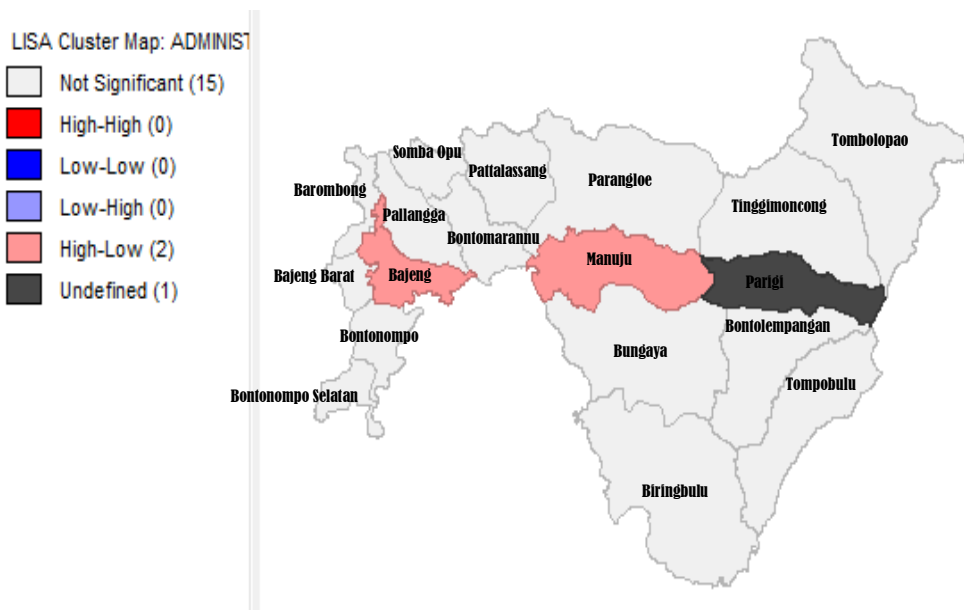 LISA Cluster Map: ADMINIST
Not Significant (15)
High-High (0)
Low-Low (0)
Low-High (0)
High-Low (2)
Undefined (1)
Tombolopao
Somba Opu
Pattalassang
Parangloe
Barombong
Tinggimoncong
Pallangga
Bontomarannu
Manuju
Bajeng Barat
Bajeng
Parigi
Bontolempangan
Bontonompo
Bungaya
Tompobulu
Bontonompo Selatan
Biringbulu